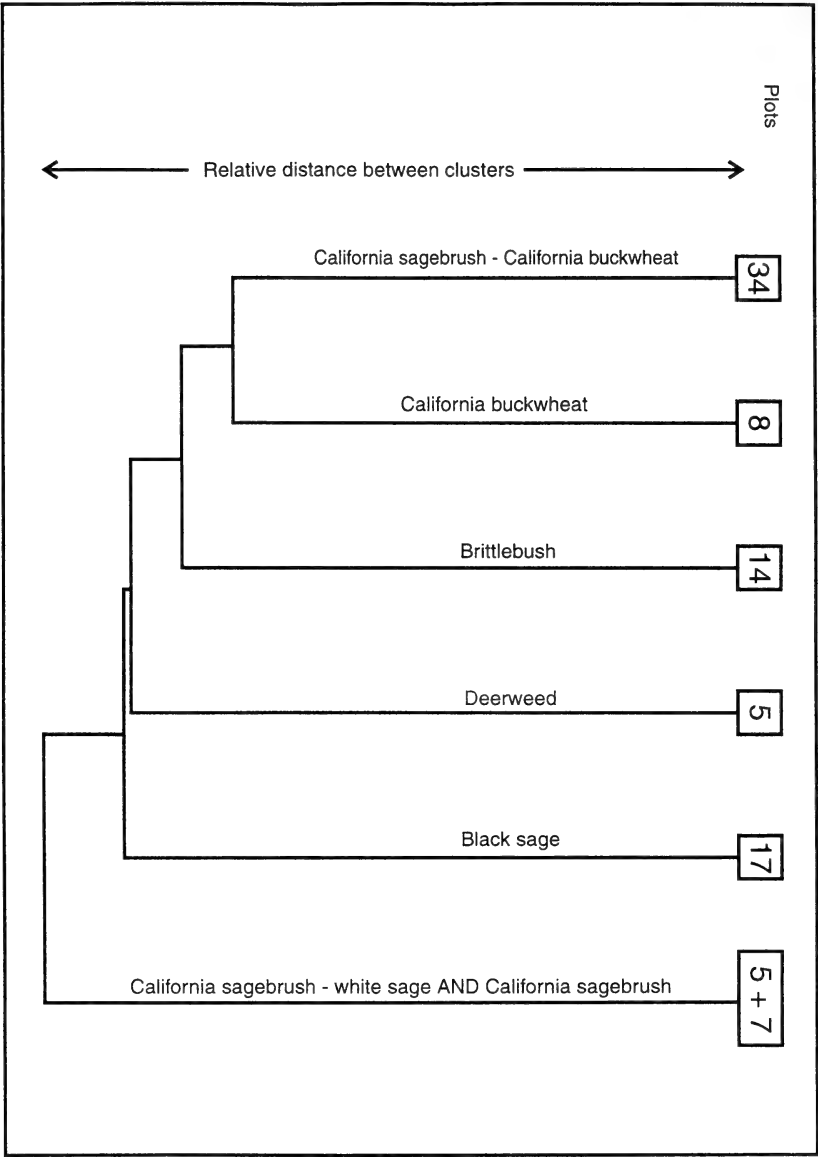 Plots
Relative distance between clusters
California sagebrush - California buckwheat
34
California buckwheat
8
Brittlebush
14
Deerweed
5
Black sage
17
California sagebrush - white sage AND California sagebrush
5 + 7